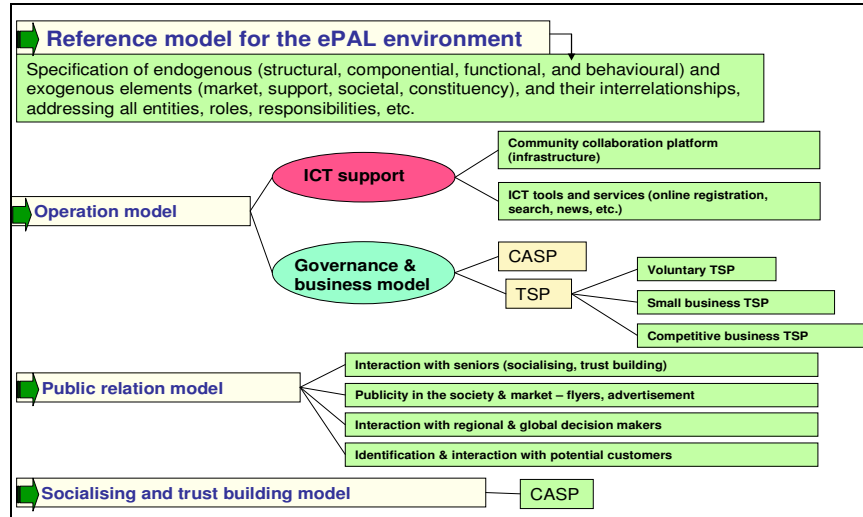 Reference model for the ePAL environment
Specification of endogenous (structural, componential, functional, and behavioural) and
exogenous elements (market, support, societal, constituency), and their interrelationships,
addressing all entities, roles, responsibilities, etc.
Operation model
ICT support
Community collaboration platform
(infrastructure)
ICT tools and services (online registration,
search, news, etc.)
Governance &
business model
CASP
TSP
Voluntary TSP
Small business TSP
Competitive business TSP
Public relation model
Interaction with seniors (socialising, trust building)
Publicity in the society & market – flyers, advertisement
Interaction with regional & global decision makers
Identification & interaction with potential customers
Socialising and trust building model
CASP